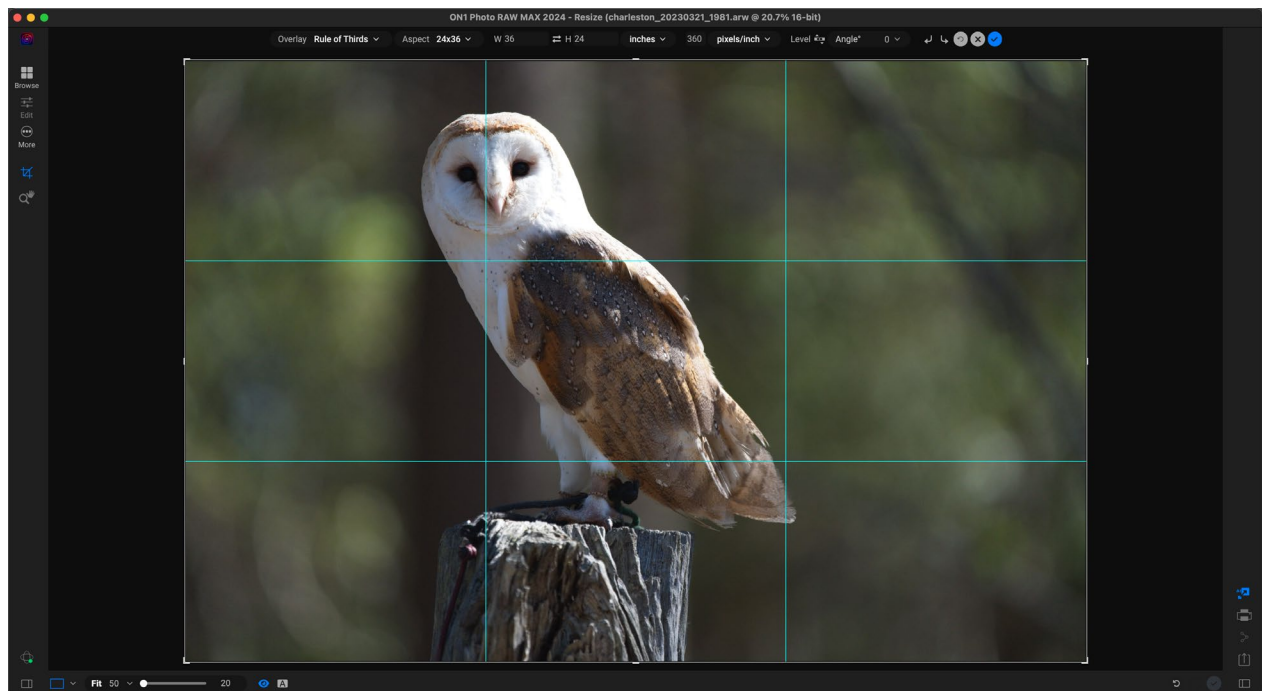 ON1 Photo RAW MAX 2024 - Resize (charleston_20230321_1981.arw @ 20.7% 16-bit)
Overlay Rule of Thirds Aspect 24x36 W 36 H 24 inches 360 pixels/inch Level Angle° 0
Browse
Edit
More
Fit 50 20 A